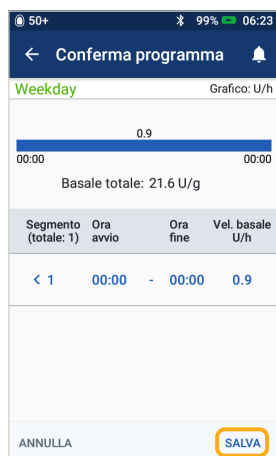 50+ 99% 06:23
Conferma programma
Weekday Grafico: U/h
0.9
00:00 00:00
Basale totale: 21.6 U/g
Segmento Ora Ora Vel. basale
(totale: 1) avvio fine U/h
< 1 00:00 - 00:00 0.9
ANNULLA SALVA